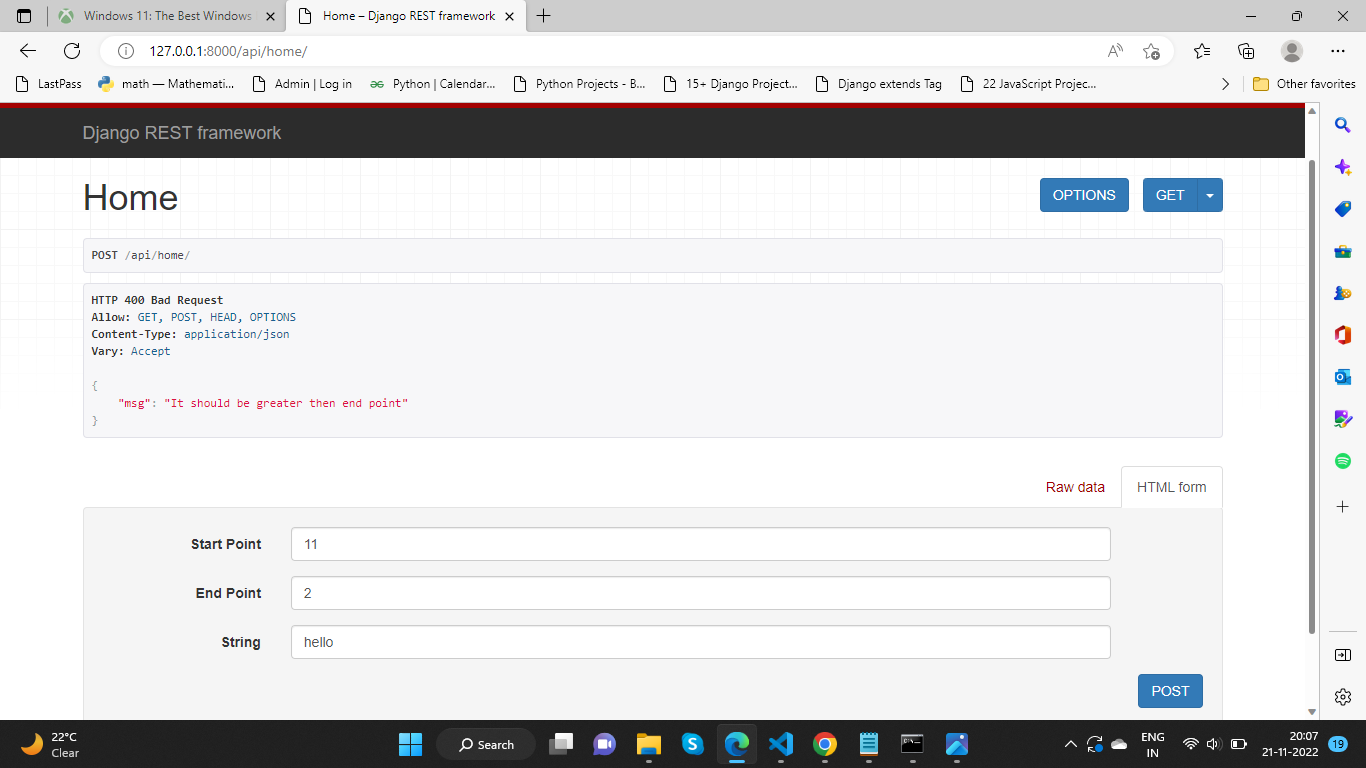 Windows 11: The Best Windows
Home – Django REST framework
127.0.0.1:8000/api/home/
LastPass
math — Mathemati...
Admin | Log in
Python | Calendar...
Python Projects - B...
15+ Django Project...
Django extends Tag
22 JavaScript Projec...
Other favorites
Django REST framework
Home
OPTIONS
GET
POST /api/home/
HTTP 400 Bad Request
Allow: GET, POST, HEAD, OPTIONS
Content-Type: application/json
Vary: Accept
{
"msg": "It should be greater then end point"
}
Raw data
HTML form
Start Point
11
End Point
2
String
hello
POST
22°C
Clear
Search
ENG
IN
20:07
21-11-2022
19